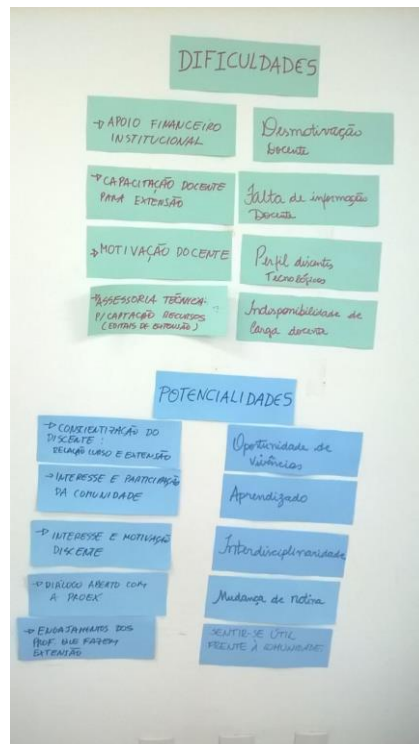 DIFICULDADES
→ APOIO FINANCEIRO
INSTITUCIONAL
Desmotivação
Docente
→ CAPACITAÇÃO DOCENTE
PARA EXTENSÃO
Falta de informação
Docente
→ MOTIVAÇÃO DOCENTE
Perfil discentes
Tecnológicos
→ ASSESSORIA TÉCNICA
P/ CAPTAÇÃO RECURSOS
(EDITAIS DE EXTENSÃO)
Indisponibilidade de
carga docente
POTENCIALIDADES
→ CONSCIENTIZAÇÃO DO
DISCENTE:
RELAÇÃO CURSO E EXTENSÃO
Oportunidade de
Vivências
→ INTERESSE E PARTICIPAÇÃO
DA COMUNIDADE
Aprendizado
→ INTERESSE E MOTIVAÇÃO
DISCENTE
Interdisciplinaridade
→ DIÁLOGO ABERTO COM
A PROEX
Mudança de rotina
→ ENGAJAMENTOS DOS
PROF. QUE FAZEM
EXTENSÃO
SENTIR-SE ÚTIL
FRENTE À COMUNIDADE